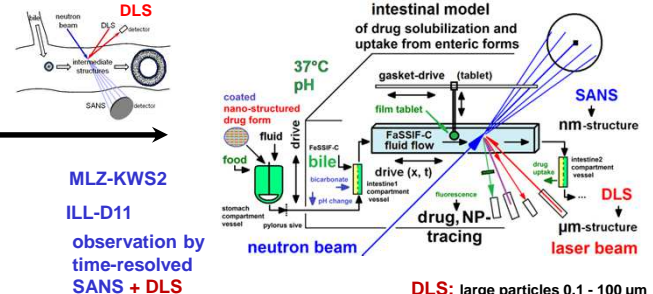 DLS
bile
neutron
beam
DLS
detector
intermediate
structures
SANS
detector
MLZ-KWS2
ILL-D11
observation by
time-resolved
SANS + DLS
intestinal model
of drug solubilization and
uptake from enteric forms
37°C
pH
gasket-drive (tablet)
film tablet
SANS
nm-structure
coated
nano-structured
drug form
fluid
food
drive
FaSSIF-C
bile
bicarbonate
pH change
intestine1
compartment
vessel
FaSSIF-C
fluid flow
drive (x, t)
drug
uptake
intestine2
compartment
vessel
...
stomach
compartment
vessel
pylorus sive
fluorescence
drug, NP-
tracing
DLS
µm-structure
neutron beam
laser beam
DLS: large particles 0.1 - 100 µm